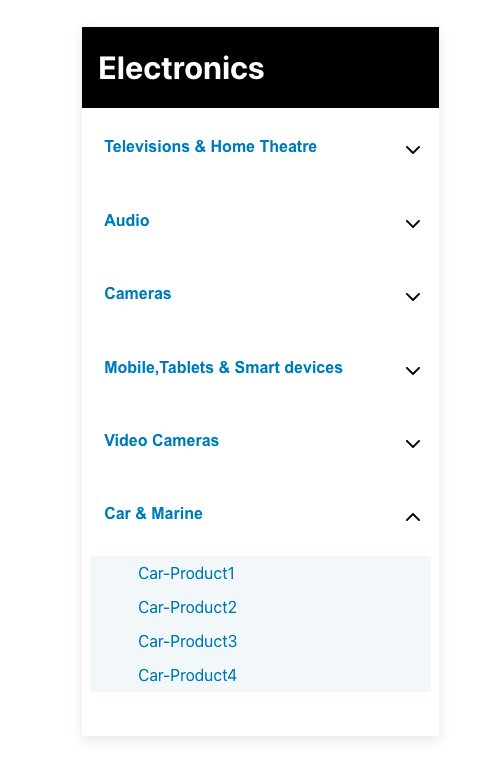 Electronics
Televisions & Home Theatre
Audio
Cameras
Mobile,Tablets & Smart devices
Video Cameras
Car & Marine
Car-Product1
Car-Product2
Car-Product3
Car-Product4